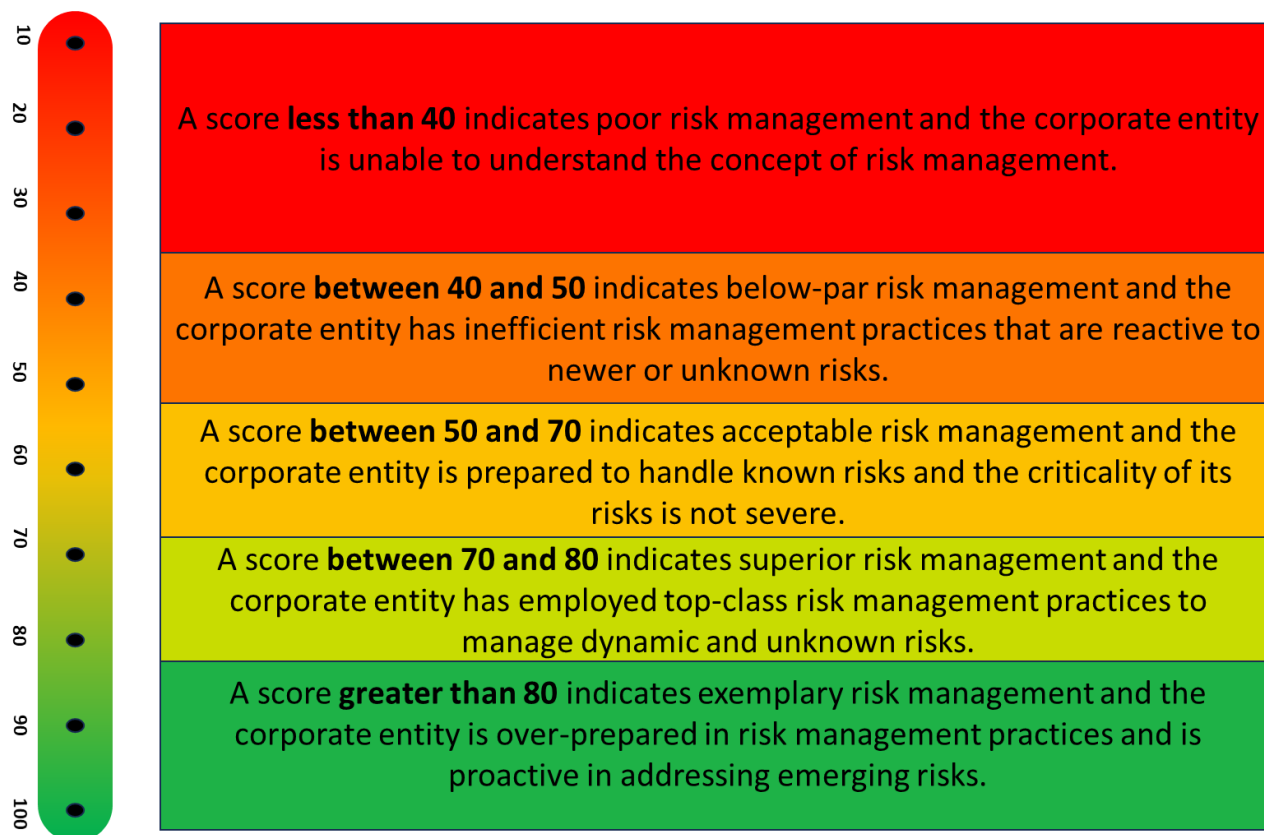 10
20
30
40
50
60
70
80
90
100
A score less than 40 indicates poor risk management and the corporate entity
is unable to understand the concept of risk management.
A score between 40 and 50 indicates below-par risk management and the
corporate entity has inefficient risk management practices that are reactive to
newer or unknown risks.
A score between 50 and 70 indicates acceptable risk management and the
corporate entity is prepared to handle known risks and the criticality of its
risks is not severe.
A score between 70 and 80 indicates superior risk management and the
corporate entity has employed top-class risk management practices to
manage dynamic and unknown risks.
A score greater than 80 indicates exemplary risk management and the
corporate entity is over-prepared in risk management practices and is
proactive in addressing emerging risks.